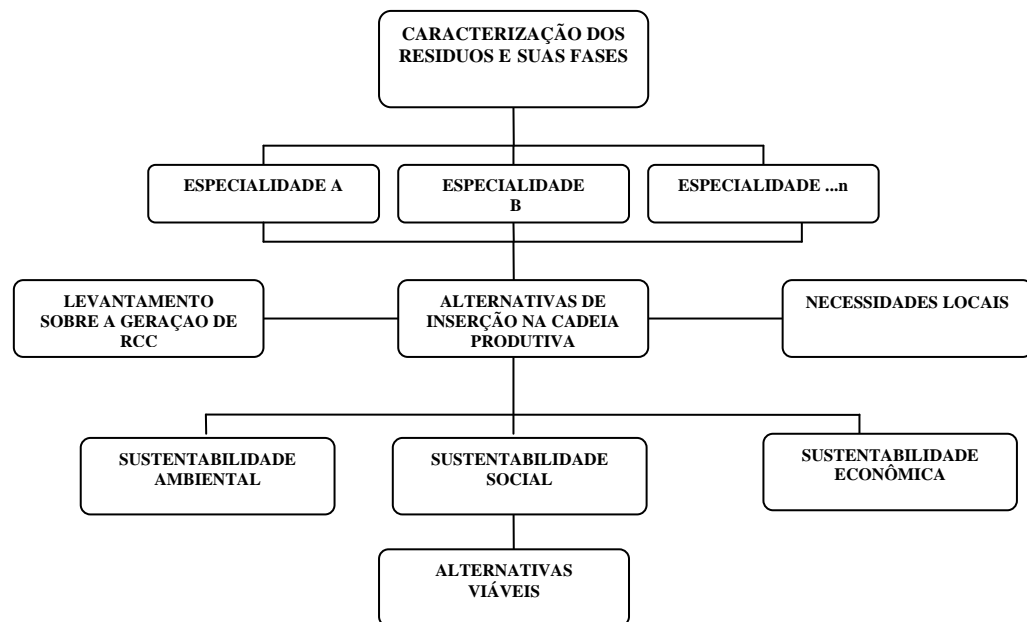 CARACTERIZAÇÃO DOS
RESIDUOS E SUAS FASES
ESPECIALIDADE A
ESPECIALIDADE
B
ESPECIALIDADE ...n
LEVANTAMENTO
SOBRE A GERAÇAO DE
RCC
ALTERNATIVAS DE
INSERÇÃO NA CADEIA
PRODUTIVA
NECESSIDADES LOCAIS
SUSTENTABILIDADE
AMBIENTAL
SUSTENTABILIDADE
SOCIAL
SUSTENTABILIDADE
ECONÔMICA
ALTERNATIVAS
VIÁVEIS